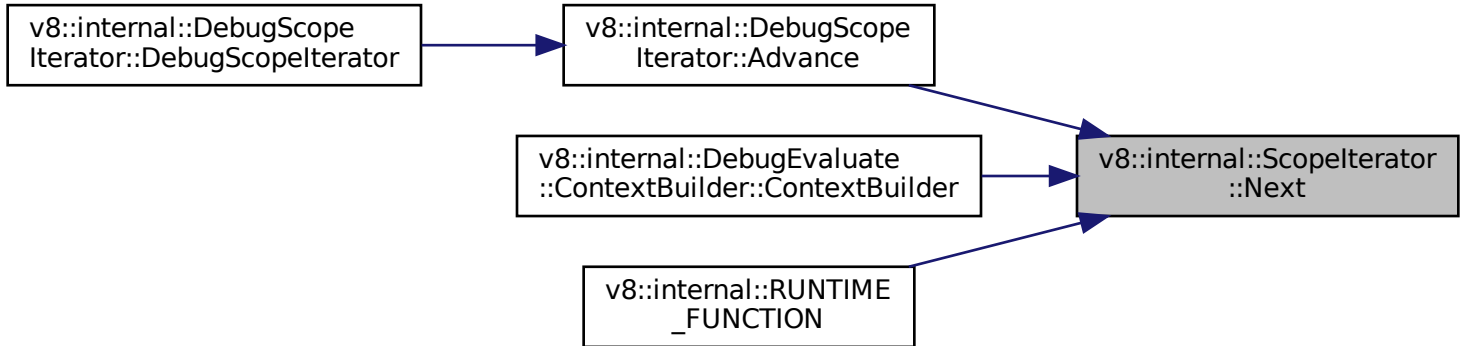 v8::internal::DebugScope
Iterator::DebugScopeIterator
v8::internal::DebugScope
Iterator::Advance
v8::internal::DebugEvaluate
::ContextBuilder::ContextBuilder
v8::internal::RUNTIME
_FUNCTION
v8::internal::ScopeIterator
::Next